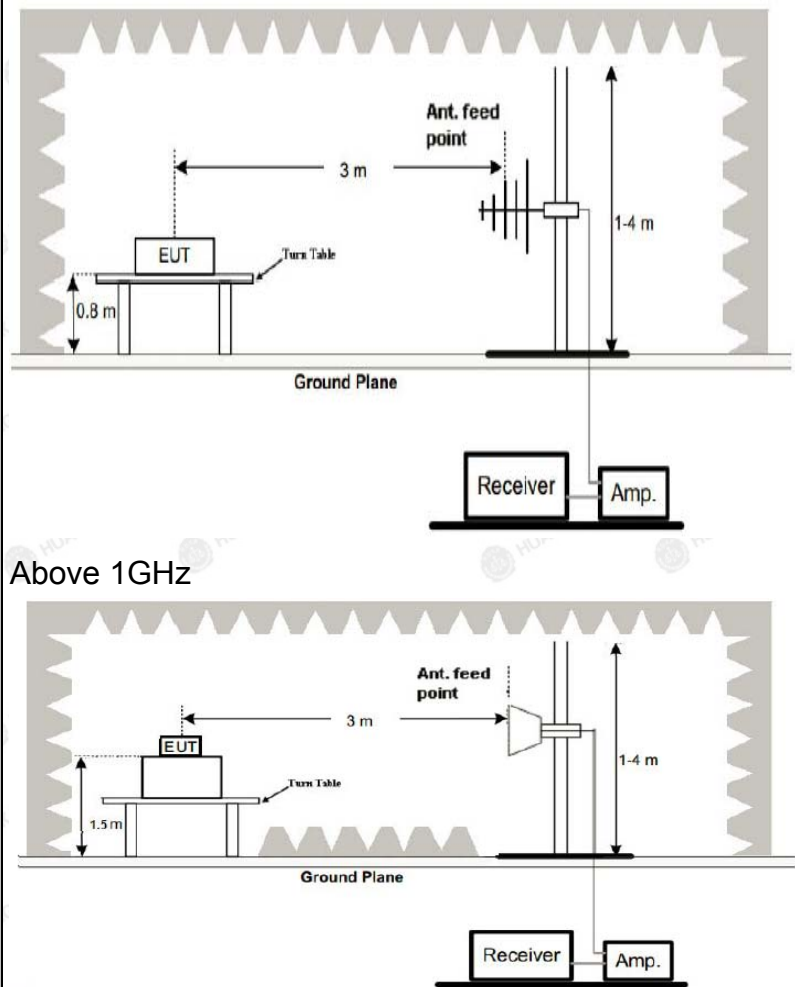 Ant. feed
point
3 m
1-4 m
EUT
Turn Table
0.8 m
Ground Plane
Receiver
Amp.
Above 1GHz
Ant. feed
point
3 m
EUT
1-4 m
Turn Table
1.5 m
Ground Plane
Receiver
Amp.